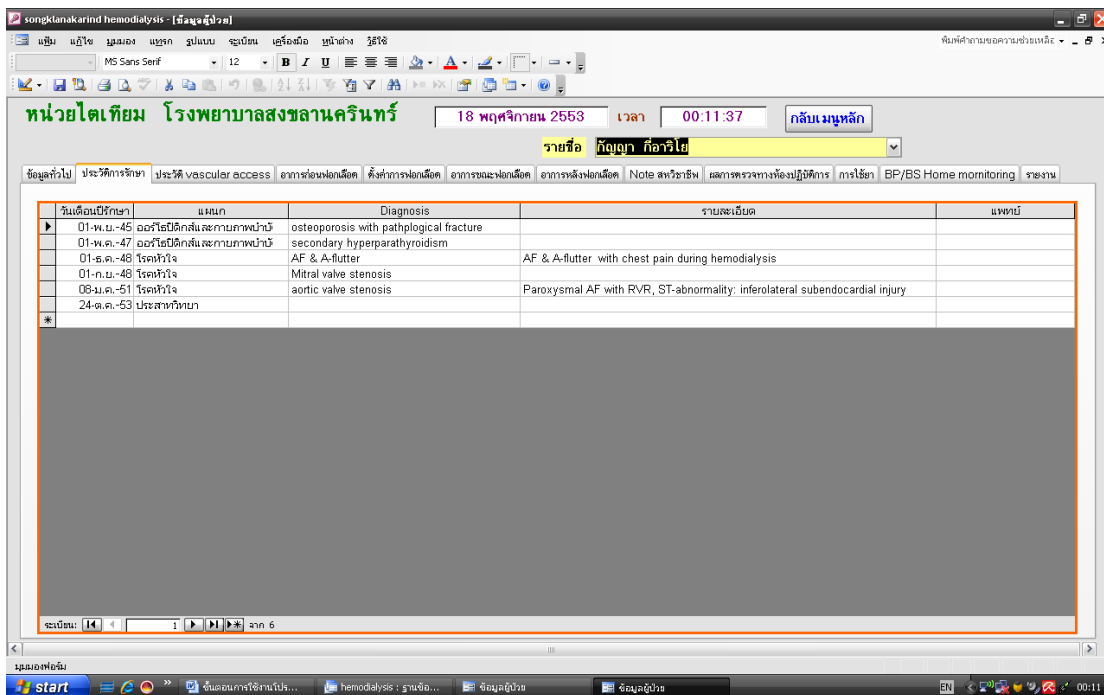 songklanakarind hemodialysis - [ข้อมูลผู้ป่วย]
แฟ้ม แก้ไข มุมมอง แทรก รูปแบบ ระเบียน เครื่องมือ หน้าต่าง วิธีใช้ พิมพ์คำถามขอความช่วยเหลือ
MS Sans Serif 12 B I U A
หน่วยไตเทียม โรงพยาบาลสงขลานครินทร์ 18 พฤศจิกายน 2553 เวลา 00:11:37 กลับเมนูหลัก
รายชื่อ กัญญา กี่อาริโย
ข้อมูลทั่วไป ประวัติการรักษา ประวัติ vascular access อาการก่อนฟอกเลือด ตั้งค่าการฟอกเลือด อาการขณะฟอกเลือด อาการหลังฟอกเลือด Note สหวิชาชีพ ผลการตรวจทางห้องปฏิบัติการ การใช้ยา BP/BS Home mornitoring รายงาน
วันเดือนปีรักษา แผนก Diagnosis รายละเอียด แพทย์
01-พ.ย.-45 ออร์โธปิดิกส์และกายภาพบำบั osteoporosis with pathplogical fracture
01-พ.ค.-47 ออร์โธปิดิกส์และกายภาพบำบั secondary hyperparathyroidism
01-ธ.ค.-48 โรคหัวใจ AF & A-flutter AF & A-flutter with chest pain during hemodialysis
01-ก.ย.-48 โรคหัวใจ Mitral valve stenosis
08-ม.ค.-51 โรคหัวใจ aortic valve stenosis Paroxysmal AF with RVR, ST-abnormality: inferolateral subendocardial injury
24-ต.ค.-53 ประสาทวิทยา
ระเบียน: 1 จาก 6
มุมมองฟอร์ม
start ขั้นตอนการใช้งานโปร... hemodialysis : ฐานข้อ... ข้อมูลผู้ป่วย ข้อมูลผู้ป่วย EN 00:11